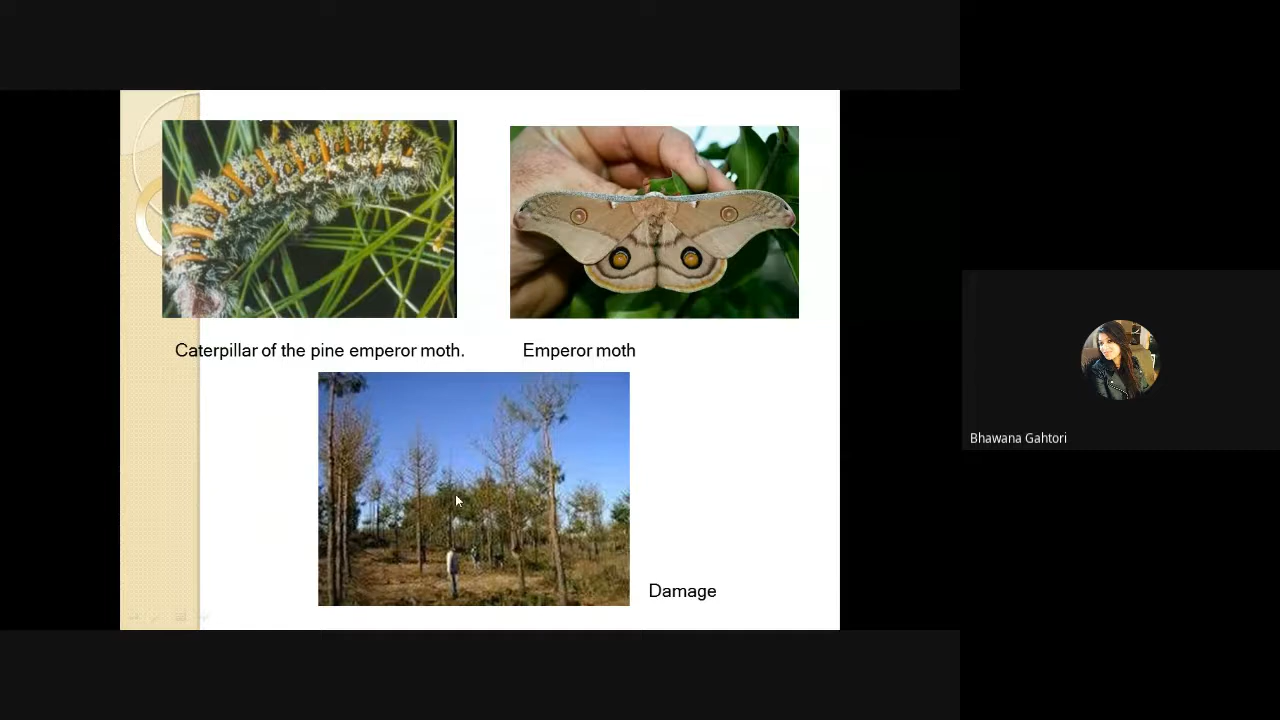 Caterpillar of the pine emperor moth.
Emperor moth
Damage
Bhawana Gahtori